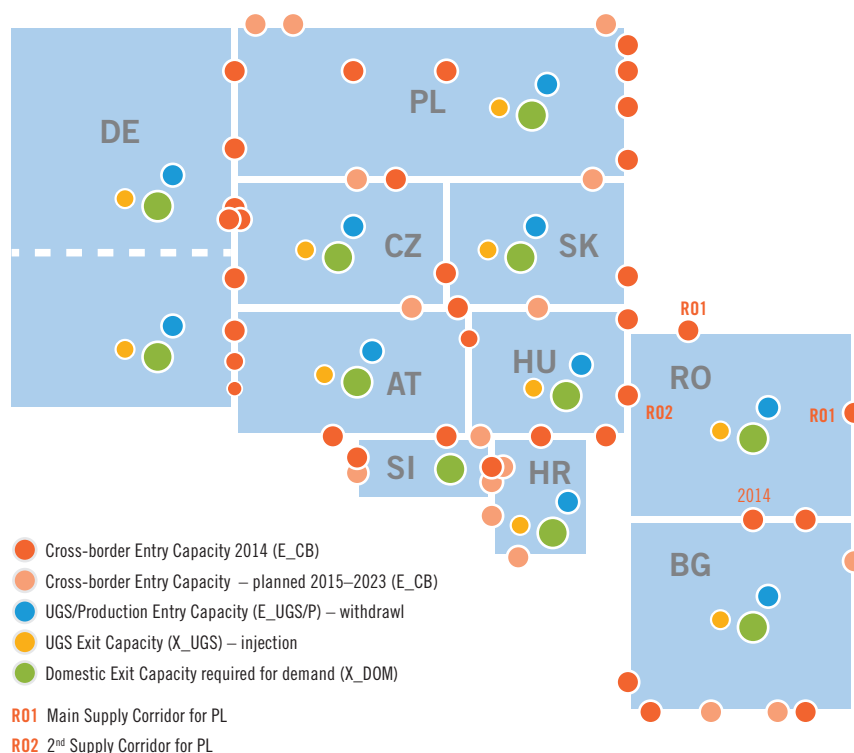 PL
DE
CZ
SK
R01
AT
HU
RO
R02
R01
SI
HR
2014
BG
Cross-border Entry Capacity 2014 (E_CB)
Cross-border Entry Capacity – planned 2015–2023 (E_CB)
UGS/Production Entry Capacity (E_UGS/P) – withdrawl
UGS Exit Capacity (X_UGS) – injection
Domestic Exit Capacity required for demand (X_DOM)
R01 Main Supply Corridor for PL
R02 2nd Supply Corridor for PL